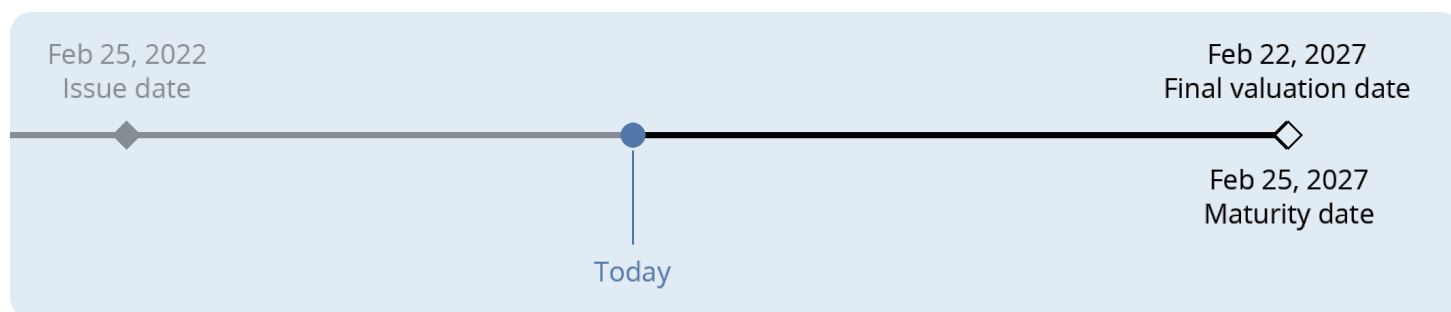 Feb 25, 2022
Issue date
Feb 22, 2027
Final valuation date
Feb 25, 2027
Maturity date
Today